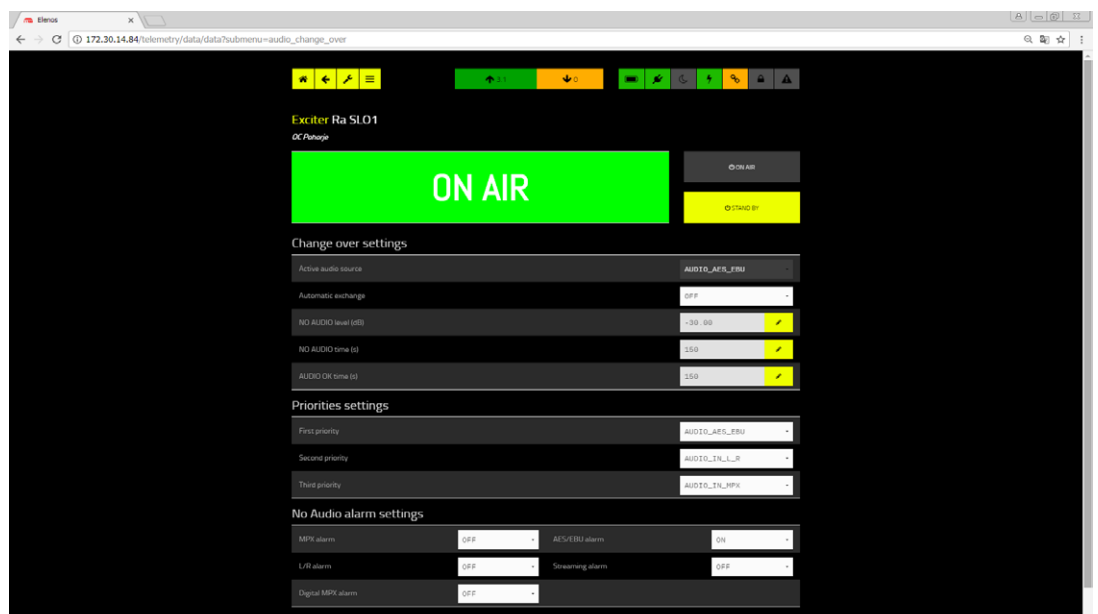 Elenos
172.30.14.84/telemetry/data/data?submenu=audio_change_over
0
Exciter Ra SLO1
OC Pohorje
ON AIR
ON AIR
STAND BY
Change over settings
Active audio source AUDIO_AES_EBU
Automatic exchange OFF
NO AUDIO level (dB) -30.00
NO AUDIO time (s) 150
AUDIO OK time (s) 150
Priorities settings
First priority AUDIO_AES_EBU
Second priority AUDIO_IN_L_R
Third priority AUDIO_IN_MPX
No Audio alarm settings
MPX alarm OFF AES/EBU alarm ON
L/R alarm OFF Streaming alarm OFF
Digital MPX alarm OFF